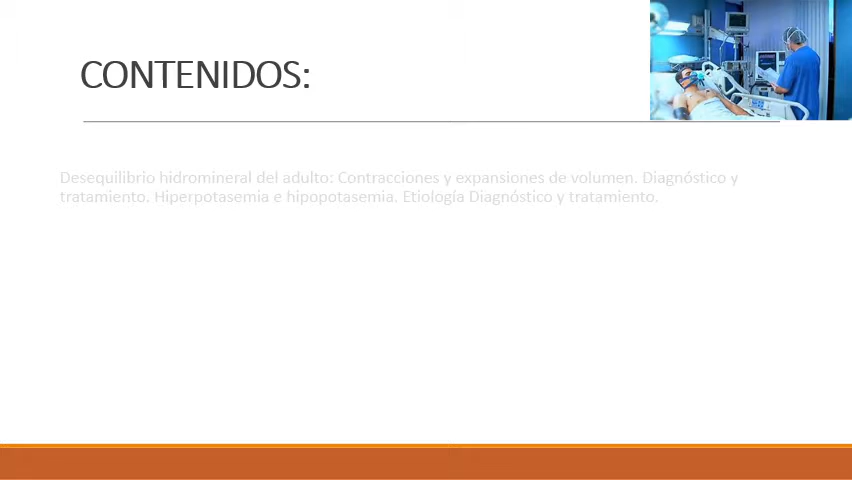 CONTENIDOS:
Desequilibrio hidromineral del adulto: Contracciones y expansiones de volumen. Diagnóstico y
tratamiento. Hiperpotasemia e hipopotasemia. Etiología Diagnóstico y tratamiento.